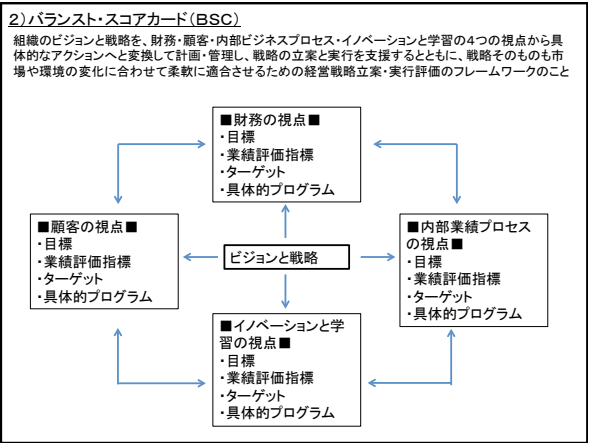 2)バランスト・スコアカード(BSC)
組織のビジョンと戦略を、財務・顧客・内部ビジネスプロセス・イノベーションと学習の4つの視点から具
体的なアクションへと変換して計画・管理し、戦略の立案と実行を支援するとともに、戦略そのものも市
場や環境の変化に合わせて柔軟に適合させるための経営戦略立案・実行評価のフレームワークのこと
■財務の視点■
・目標
・業績評価指標
・ターゲット
・具体的プログラム
■顧客の視点■
・目標
・業績評価指標
・ターゲット
・具体的プログラム
ビジョンと戦略
■内部業績プロセス
の視点■
・目標
・業績評価指標
・ターゲット
・具体的プログラム
■イノベーションと学
習の視点■
・目標
・業績評価指標
・ターゲット
・具体的プログラム